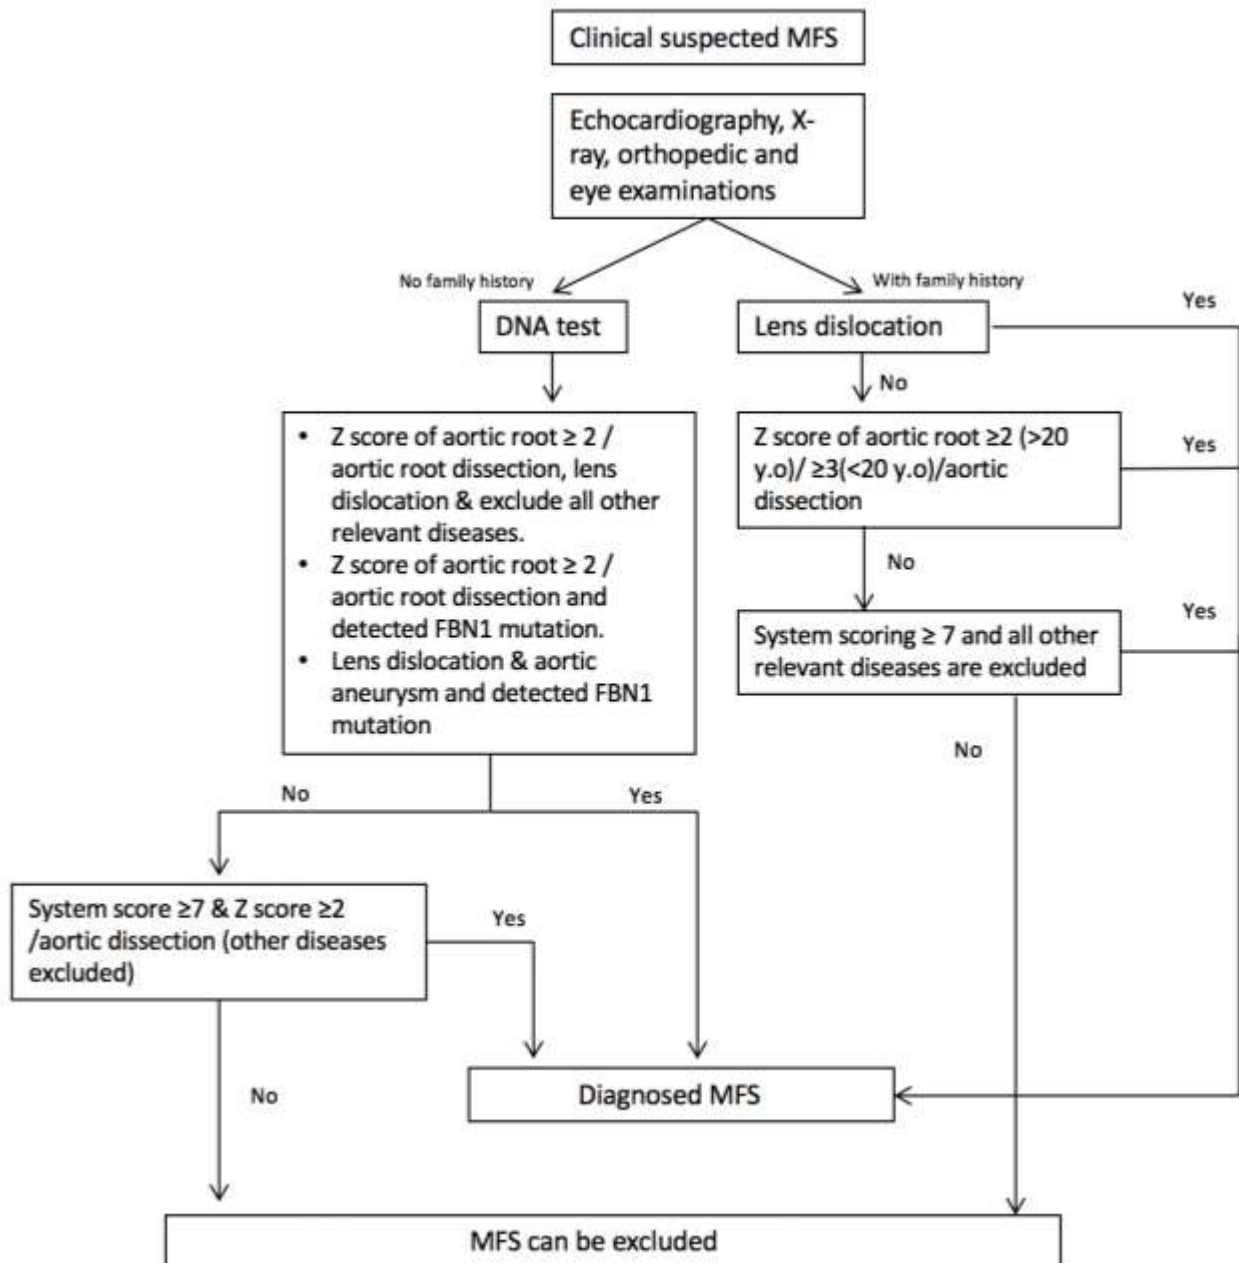 Clinical suspected MFS
Echocardiography, X-
ray, orthopedic and
eye examinations
No family history
With family history
Yes
DNA test
Lens dislocation
No
• Z score of aortic root ≥ 2 /
aortic root dissection, lens
dislocation & exclude all other
relevant diseases.
• Z score of aortic root ≥ 2 /
aortic root dissection and
detected FBN1 mutation.
• Lens dislocation & aortic
aneurysm and detected FBN1
mutation
Z score of aortic root ≥2 (>20
y.o)/ ≥3(<20 y.o)/aortic
dissection
Yes
No
System scoring ≥ 7 and all other
relevant diseases are excluded
Yes
No
No
Yes
System score ≥7 & Z score ≥2
/aortic dissection (other diseases
excluded)
Yes
No
Diagnosed MFS
MFS can be excluded